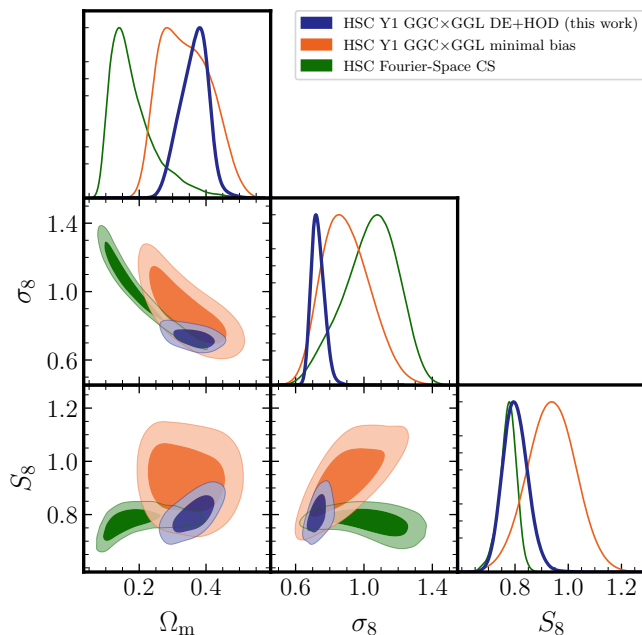 HSC Y1 GGC×GGL DE+HOD (this work)
HSC Y1 GGC×GGL minimal bias
HSC Fourier-Space CS
1.4
1.0
0.6
σ₈
1.2
1.0
0.8
S₈
0.2 0.4
0.6 1.0 1.4
0.8 1.0 1.2
Ωₘ σ₈ S₈